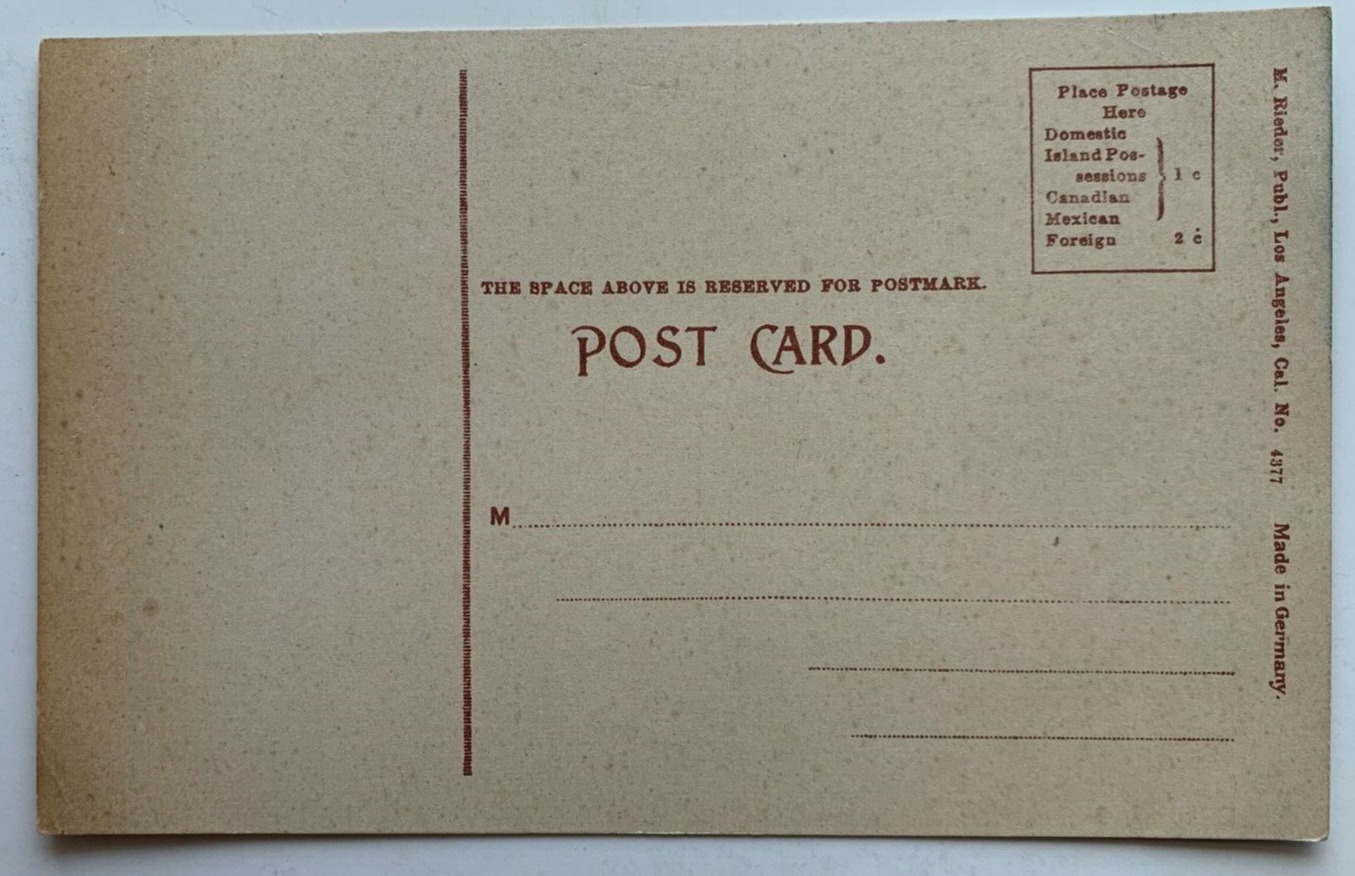 Place Postage
Here
Domestic
Island Pos-
sessions } 1 c
Canadian
Mexican
Foreign 2 c
THE SPACE ABOVE IS RESERVED FOR POSTMARK.
POST CARD.
M
M. Rieder, Publ., Los Angeles, Cal. No. 4377 Made in Germany.